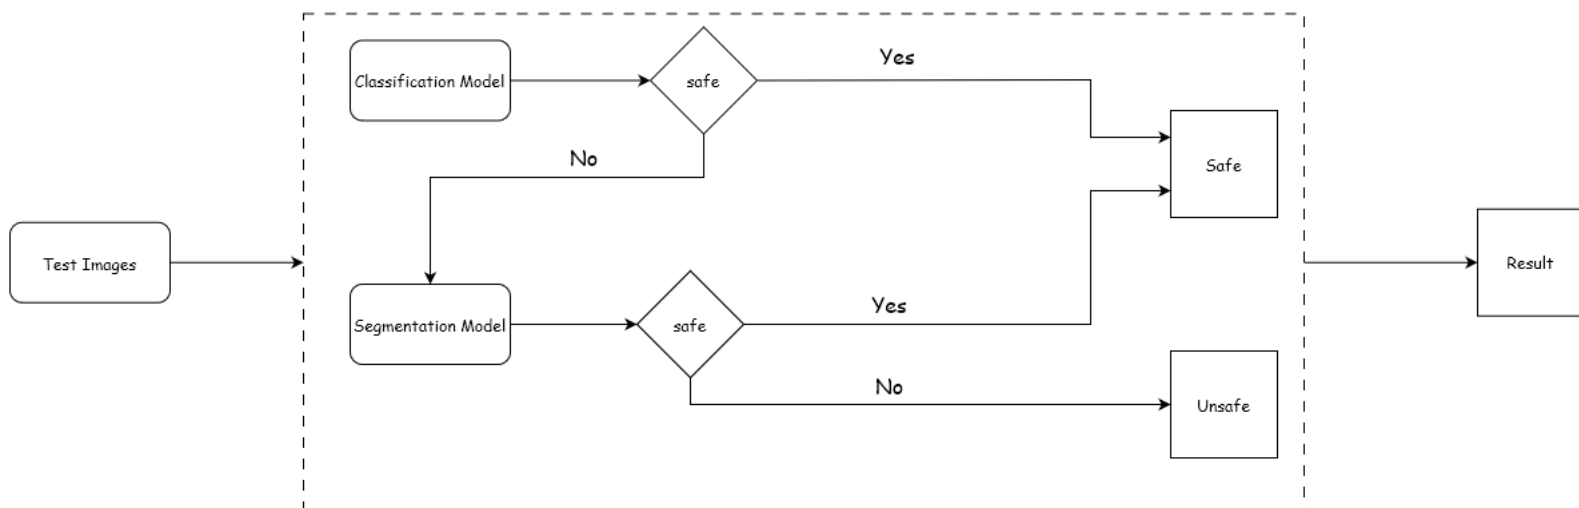 Classification Model
safe
Yes
No
Safe
Test Images
Result
Segmentation Model
safe
Yes
No
Unsafe